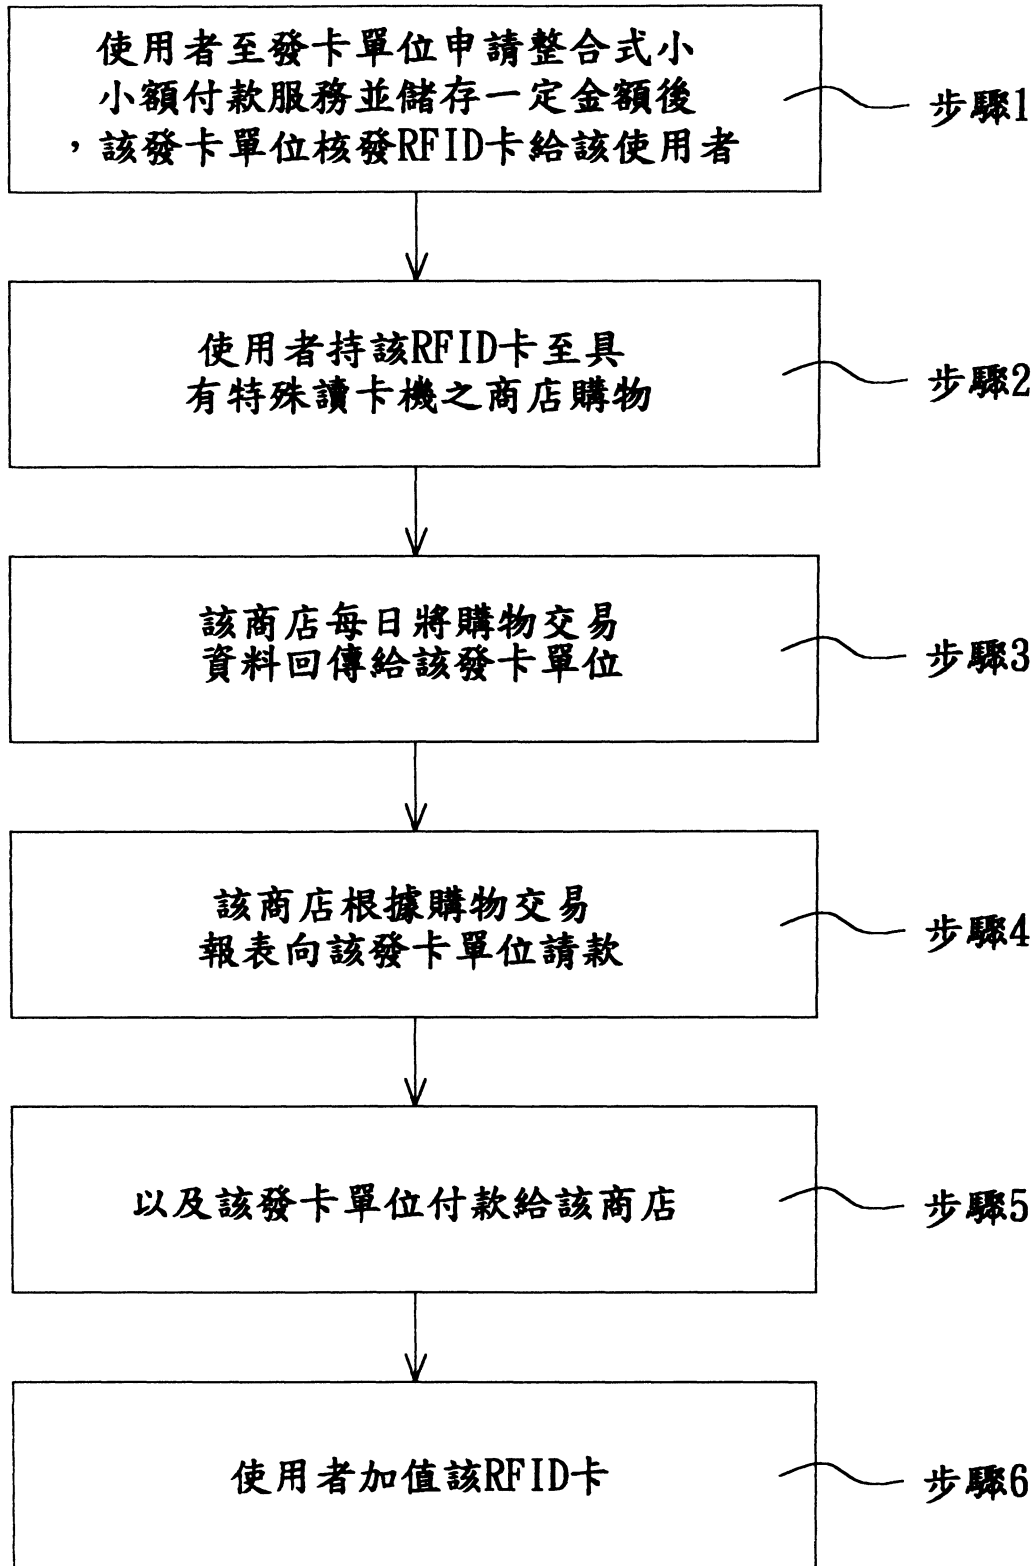 使用者至發卡單位申請整合式小
小額付款服務並儲存一定金額後
，該發卡單位核發RFID卡給該使用者
步驟1
使用者持該RFID卡至具
有特殊讀卡機之商店購物
步驟2
該商店每日將購物交易
資料回傳給該發卡單位
步驟3
該商店根據購物交易
報表向該發卡單位請款
步驟4
以及該發卡單位付款給該商店
步驟5
使用者加值該RFID卡
步驟6